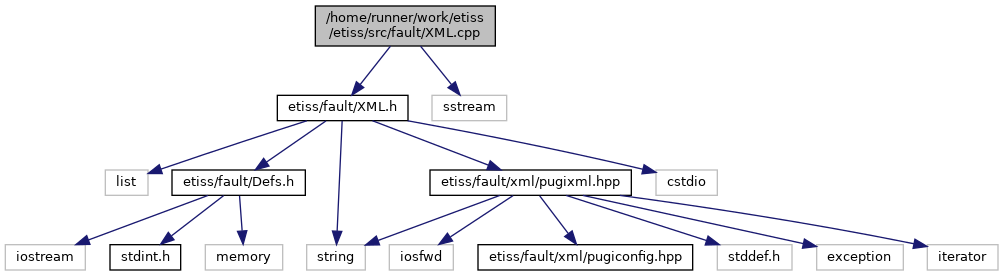 /home/runner/work/etiss
/etiss/src/fault/XML.cpp
etiss/fault/XML.h
sstream
list
etiss/fault/Defs.h
etiss/fault/xml/pugixml.hpp
cstdio
iostream
stdint.h
memory
string
iosfwd
etiss/fault/xml/pugiconfig.hpp
stddef.h
exception
iterator